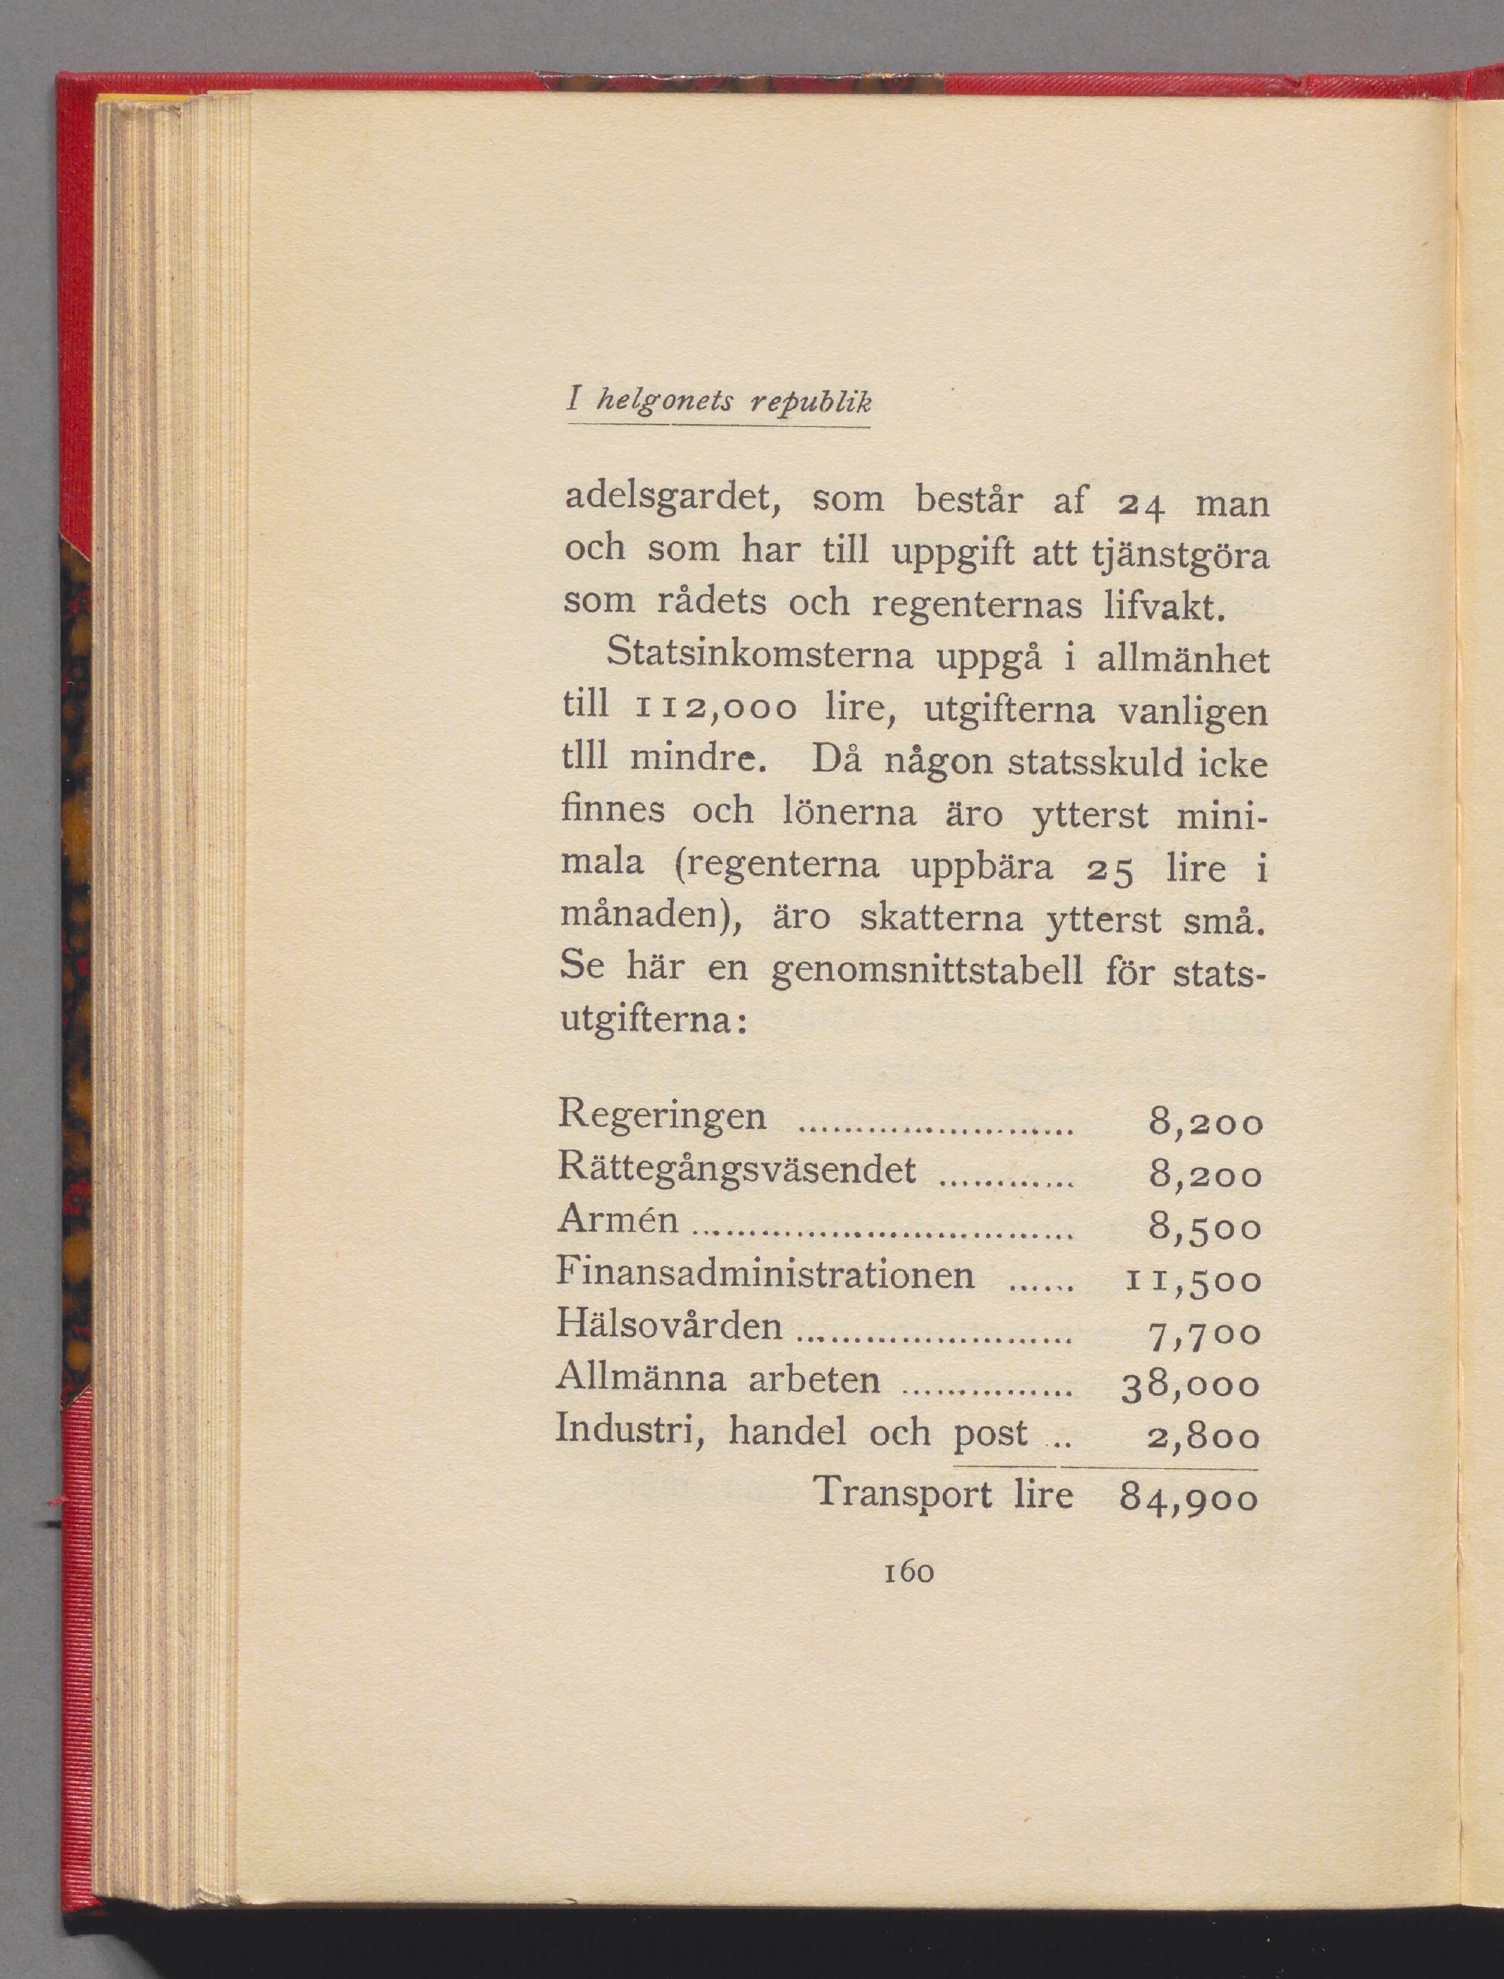 I helgonets republik
adelsgardet, som består af 24 man
och som har till uppgift att tjänstgöra
som rådets och regenternas lifvakt.
Statsinkomsterna uppgå i allmänhet
till 112,000 lire, utgifterna vanligen
tlll mindre. Då någon statsskuld icke
finnes och lönerna äro ytterst mini-
mala (regenterna uppbära 25 lire i
månaden), äro skatterna ytterst små.
Se här en genomsnittstabell för stats-
utgifterna:
Regeringen ........................ 8,200
Rättegångsväsendet ............ 8,200
Armén ................................. 8,500
Finansadministrationen ...... 11,500
Hälsovården ........................ 7,700
Allmänna arbeten ............... 38,000
Industri, handel och post .. 2,800
Transport lire 84,900
160